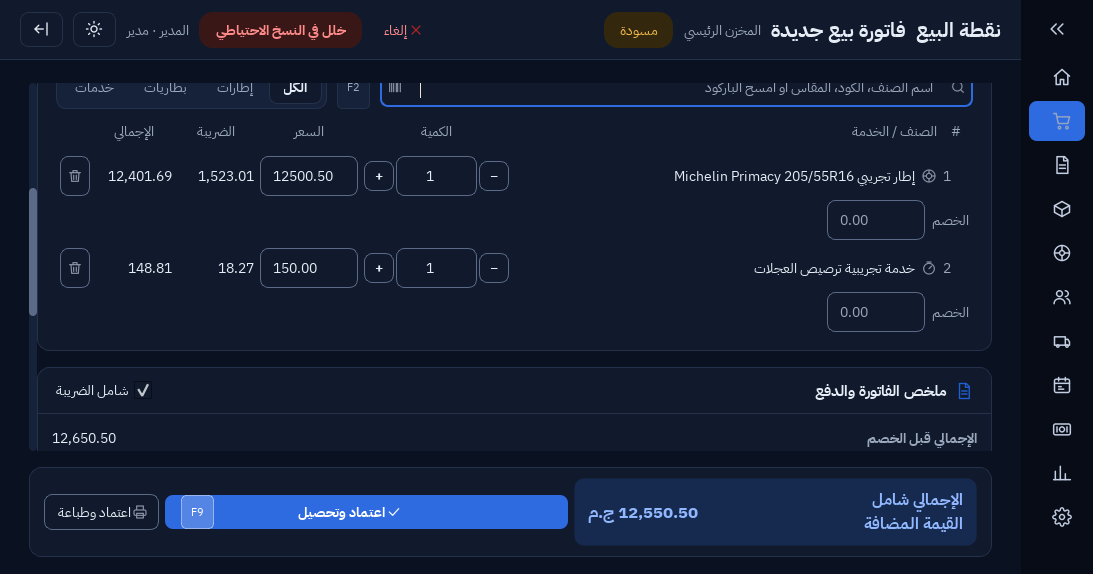 نقطة البيع فاتورة بيع جديدة المخزن الرئيسي مسودة
إلغاء خلل في النسخ الاحتياطي المدير · مدير
اسم الصنف، الكود، المقاس أو امسح الباركود F2 الكل إطارات بطاريات خدمات
# الصنف / الخدمة الكمية السعر الضريبة الإجمالي
1 إطار تجريبي Michelin Primacy 205/55R16 − 1 + 12500.50 1,523.01 12,401.69
الخصم 0.00
2 خدمة تجريبية ترصيص العجلات − 1 + 150.00 18.27 148.81
الخصم 0.00
ملخص الفاتورة والدفع شامل الضريبة
الإجمالي قبل الخصم 12,650.50
الإجمالي شامل
القيمة المضافة
12,550.50 ج.م
اعتماد وتحصيل F9
اعتماد وطباعة